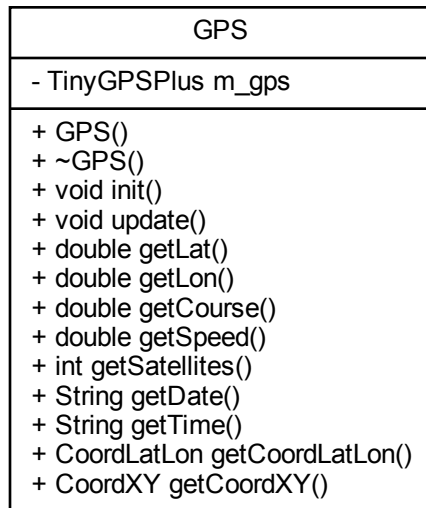 GPS
- TinyGPSPlus m_gps
+ GPS()
+ ~GPS()
+ void init()
+ void update()
+ double getLat()
+ double getLon()
+ double getCourse()
+ double getSpeed()
+ int getSatellites()
+ String getDate()
+ String getTime()
+ CoordLatLon getCoordLatLon()
+ CoordXY getCoordXY()